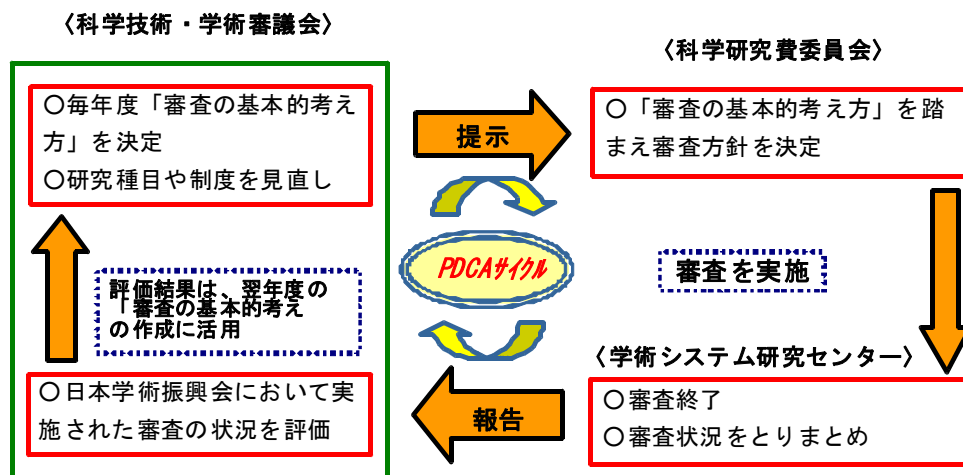 〈科学技術・学術審議会〉
〇毎年度「審査の基本的考え
方」を決定
〇研究種目や制度を見直し
提示
〈科学研究費委員会〉
〇「審査の基本的考え方」を踏
まえ審査方針を決定
PDCAサイクル
審査を実施
評価結果は、翌年度の
「審査の基本的考え
の作成に活用
〈学術システム研究センター〉
〇審査終了
〇審査状況をとりまとめ
報告
〇日本学術振興会において実
施された審査の状況を評価